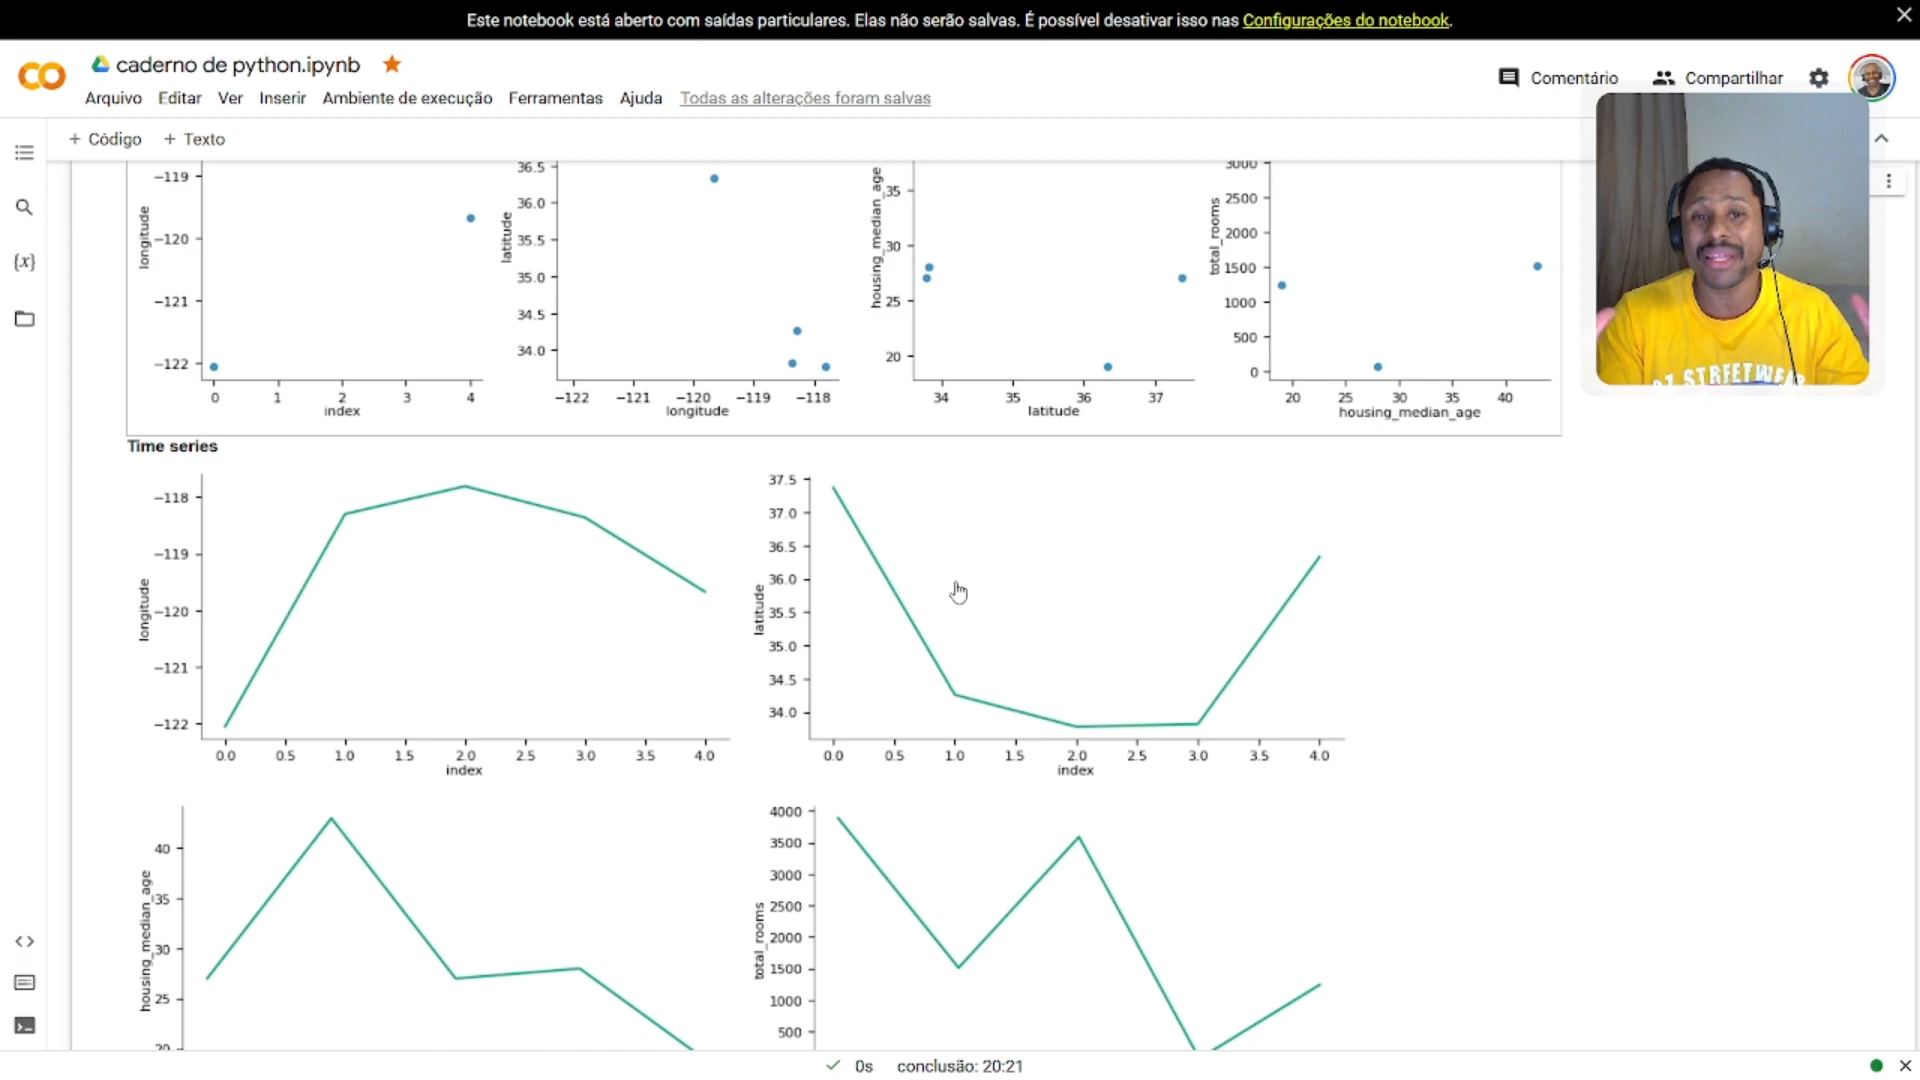 Este notebook está aberto com saídas particulares. Elas não serão salvas. É possível desativar isso nas Configurações do notebook.
caderno de python.ipynb
Comentário
Compartilhar
Arquivo Editar Ver Inserir Ambiente de execução Ferramentas Ajuda Todas as alterações foram salvas
+ Código + Texto
{x}
longitude
−119
−120
−121
−122
0 1 2 3 4
index
latitude
36.5
36.0
35.5
35.0
34.5
34.0
−122 −121 −120 −119 −118
longitude
housing_median_age
35
30
25
20
34 35 36 37
latitude
total_rooms
3000
2500
2000
1500
1000
500
0
20 25 30 35 40
housing_median_age
Time series
longitude
−118
−119
−120
−121
−122
0.0 0.5 1.0 1.5 2.0 2.5 3.0 3.5 4.0
index
latitude
37.5
37.0
36.5
36.0
35.5
35.0
34.5
34.0
0.0 0.5 1.0 1.5 2.0 2.5 3.0 3.5 4.0
index
housing_median_age
40
35
30
25
20
total_rooms
4000
3500
3000
2500
2000
1500
1000
500
0s conclusão: 20:21